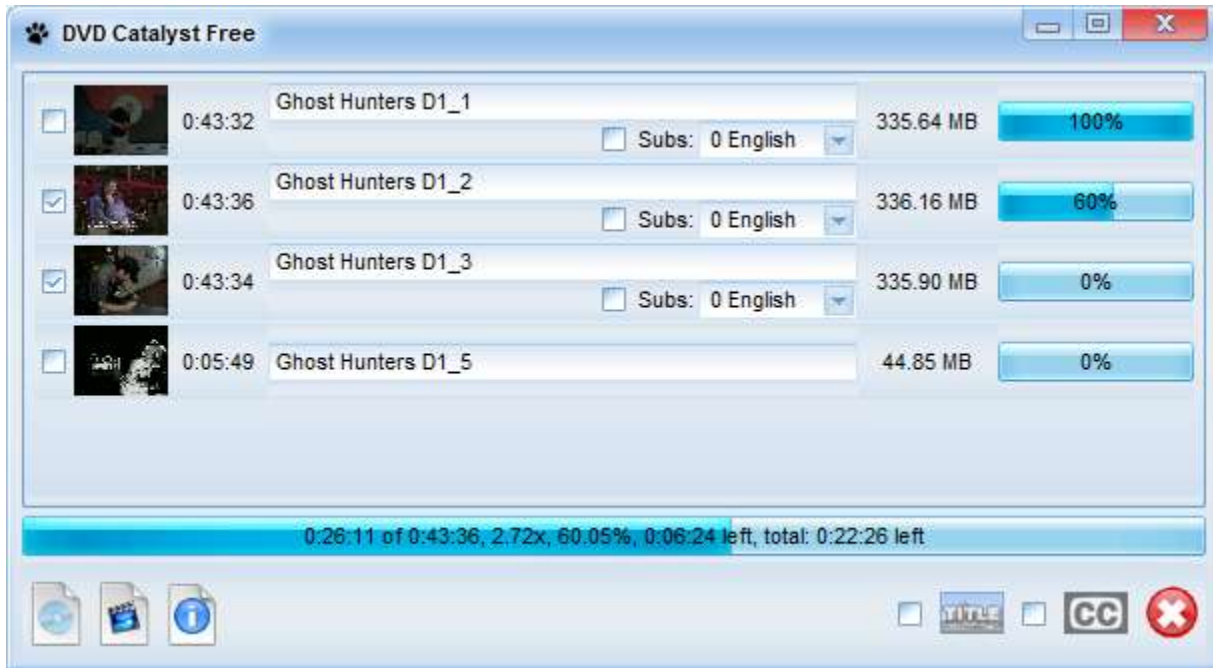 DVD Catalyst Free
0:43:32 Ghost Hunters D1_1 335.64 MB 100%
Subs: 0 English
0:43:36 Ghost Hunters D1_2 336.16 MB 60%
Subs: 0 English
0:43:34 Ghost Hunters D1_3 335.90 MB 0%
Subs: 0 English
0:05:49 Ghost Hunters D1_5 44.85 MB 0%
0:26:11 of 0:43:36, 2.72x, 60.05%, 0:06:24 left, total: 0:22:26 left
TITLE CC